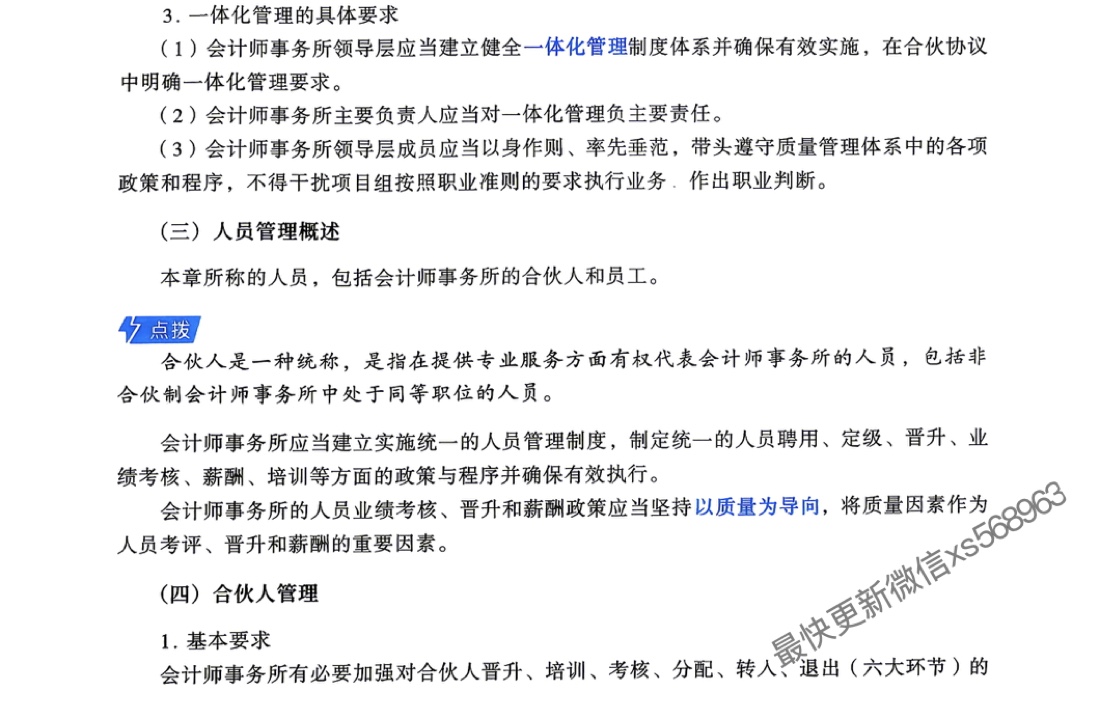 3. 一体化管理的具体要求
（1）会计师事务所领导层应当建立健全一体化管理制度体系并确保有效实施，在合伙协议
中明确一体化管理要求。
（2）会计师事务所主要负责人应当对一体化管理负主要责任。
（3）会计师事务所领导层成员应当以身作则、率先垂范，带头遵守质量管理体系中的各项
政策和程序，不得干扰项目组按照职业准则的要求执行业务．作出职业判断。
（三）人员管理概述
本章所称的人员，包括会计师事务所的合伙人和员工。
点拨
合伙人是一种统称，是指在提供专业服务方面有权代表会计师事务所的人员，包括非
合伙制会计师事务所中处于同等职位的人员。
会计师事务所应当建立实施统一的人员管理制度，制定统一的人员聘用、定级、晋升、业
绩考核、薪酬、培训等方面的政策与程序并确保有效执行。
会计师事务所的人员业绩考核、晋升和薪酬政策应当坚持以质量为导向，将质量因素作为
人员考评、晋升和薪酬的重要因素。
（四）合伙人管理
1. 基本要求
会计师事务所有必要加强对合伙人晋升、培训、考核、分配、转入、退出（六大环节）的
最快更新微信xs568963